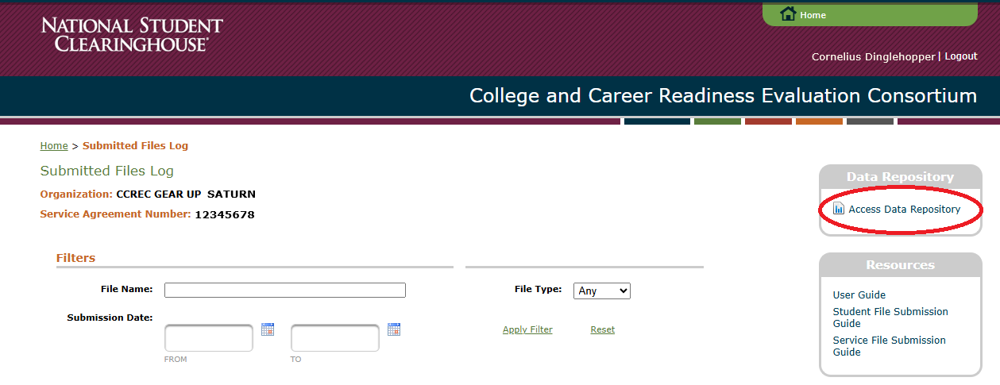 NATIONAL STUDENT
CLEARINGHOUSE®
Home
Cornelius Dinglehopper | Logout
College and Career Readiness Evaluation Consortium
Home > Submitted Files Log
Submitted Files Log
Organization: CCREC GEAR UP SATURN
Service Agreement Number: 12345678
Data Repository
Access Data Repository
Filters
File Name:
File Type: Any
Submission Date:
FROM
TO
Apply Filter Reset
Resources
User Guide
Student File Submission
Guide
Service File Submission
Guide